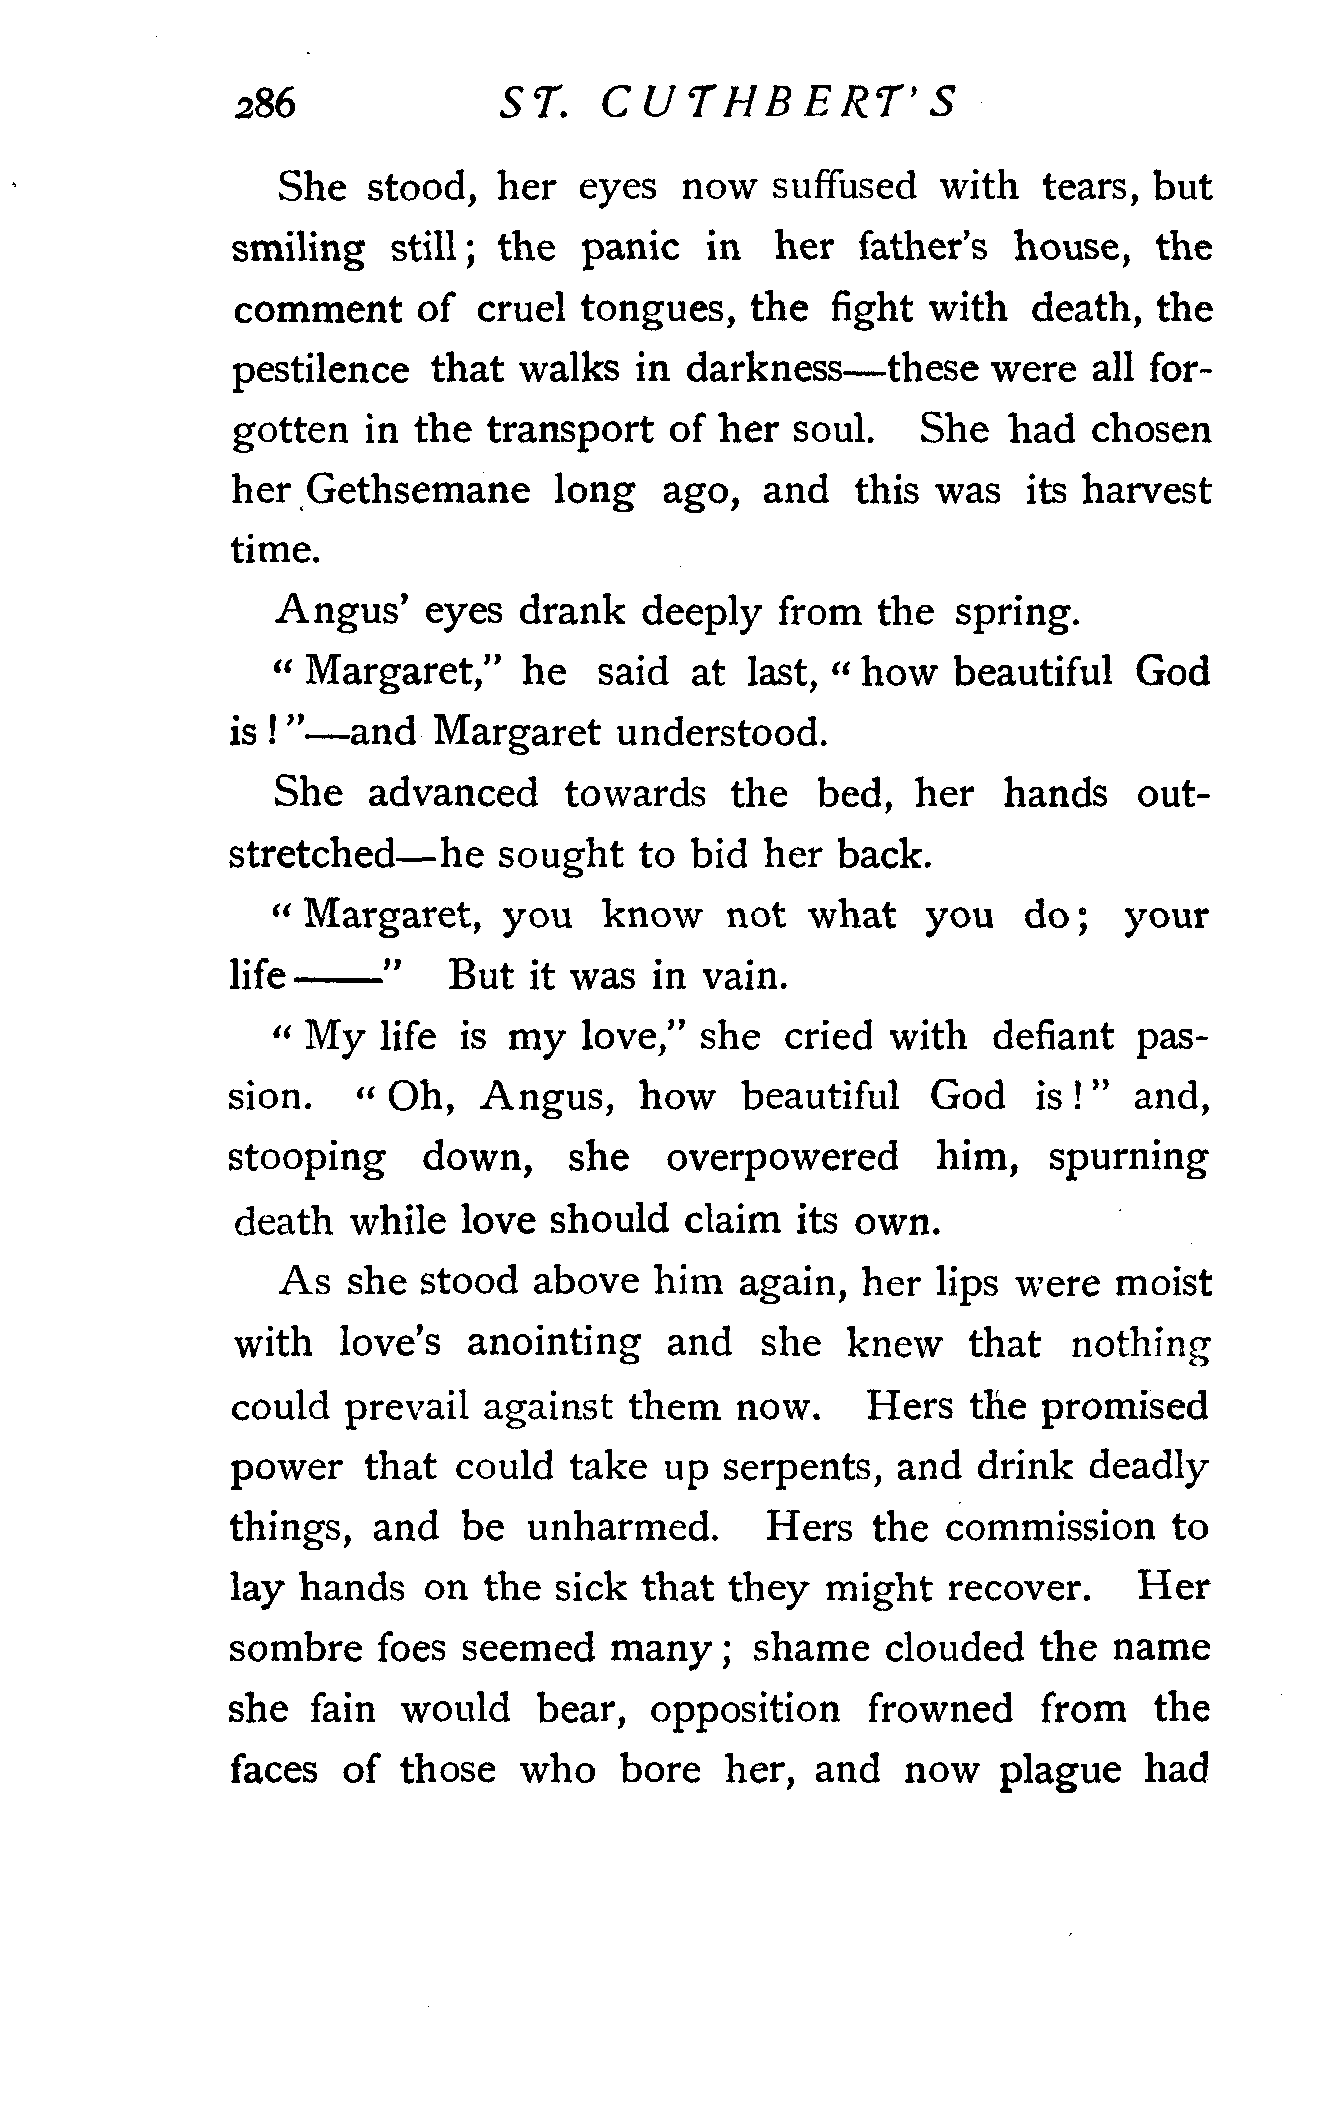 286 ST. CUTHBERT'S
She stood, her eyes now suffused with tears, but
smiling still; the panic in her father's house, the
comment of cruel tongues, the fight with death, the
pestilence that walks in darkness—these were all for-
gotten in the transport of her soul. She had chosen
her Gethsemane long ago, and this was its harvest
time.
Angus' eyes drank deeply from the spring.
"Margaret," he said at last, "how beautiful God
is!"—and Margaret understood.
She advanced towards the bed, her hands out-
stretched—he sought to bid her back.
"Margaret, you know not what you do; your
life——" But it was in vain.
"My life is my love," she cried with defiant pas-
sion. "Oh, Angus, how beautiful God is!" and,
stooping down, she overpowered him, spurning
death while love should claim its own.
As she stood above him again, her lips were moist
with love's anointing and she knew that nothing
could prevail against them now. Hers the promised
power that could take up serpents, and drink deadly
things, and be unharmed. Hers the commission to
lay hands on the sick that they might recover. Her
sombre foes seemed many; shame clouded the name
she fain would bear, opposition frowned from the
faces of those who bore her, and now plague had